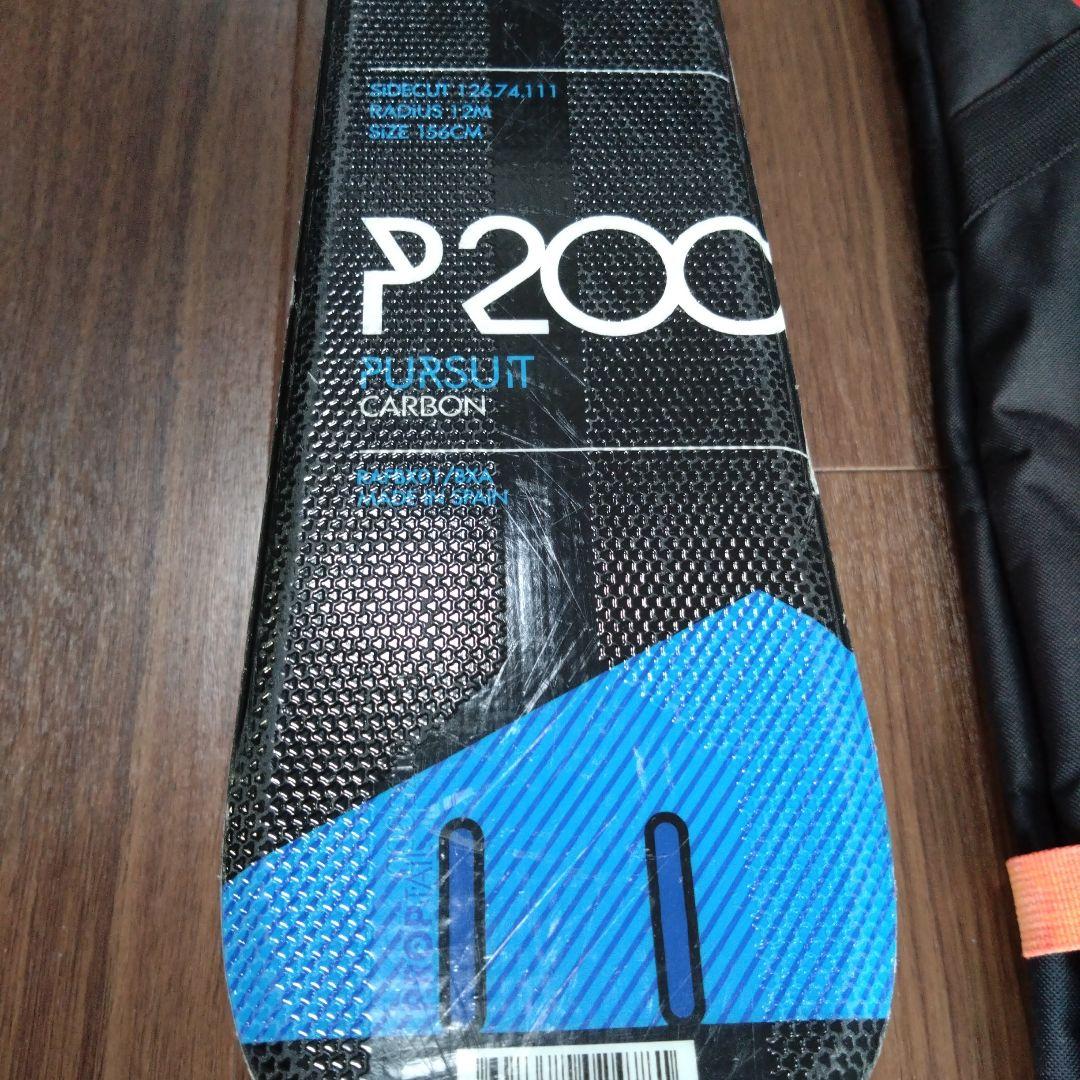 SIDECUT 126.74.111
RADIUS 12M
SIZE 156CM
P200
PURSUIT
CARBON
MADE IN SPAIN